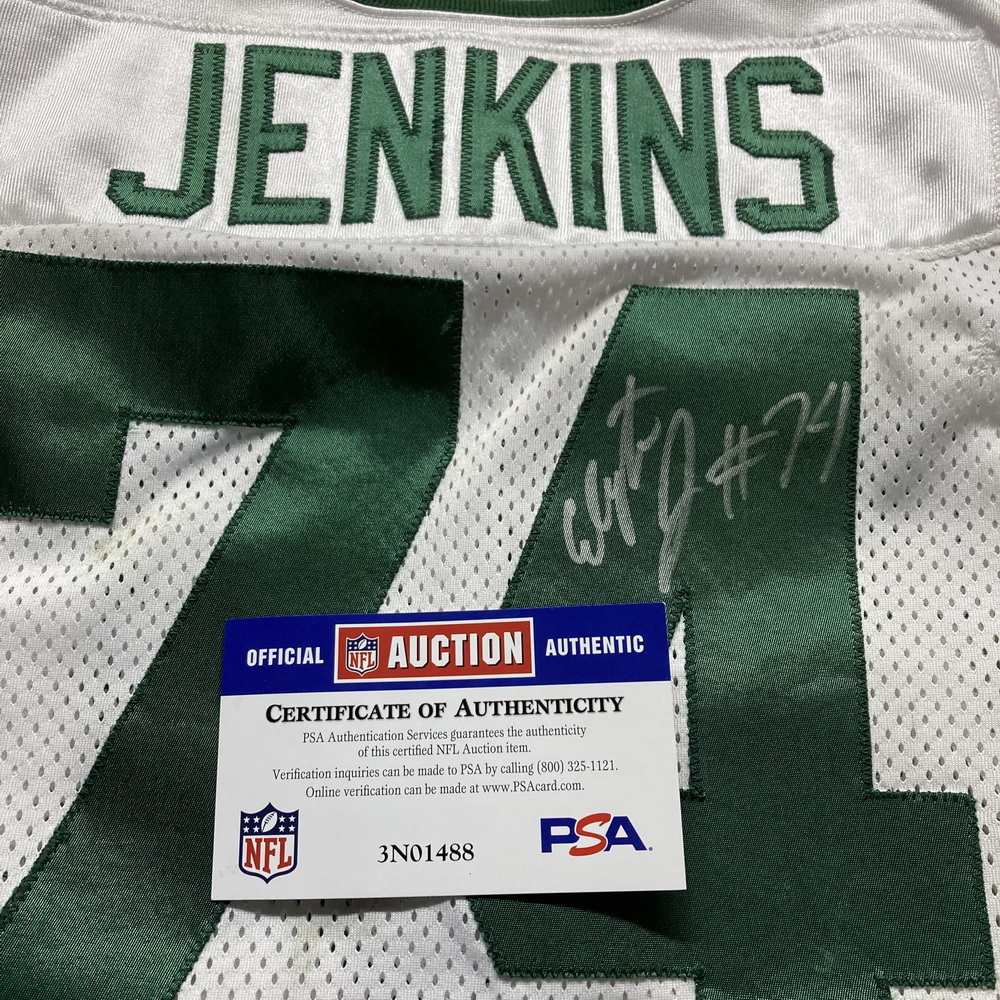 JENKINS
74
#74
OFFICIAL NFL AUCTION AUTHENTIC
CERTIFICATE OF AUTHENTICITY
PSA Authentication Services guarantees the authenticity
of this certified NFL Auction item.
Verification inquiries can be made to PSA by calling (800) 325-1121.
Online verification can be made at www.PSAcard.com.
NFL
3N01488
PSA